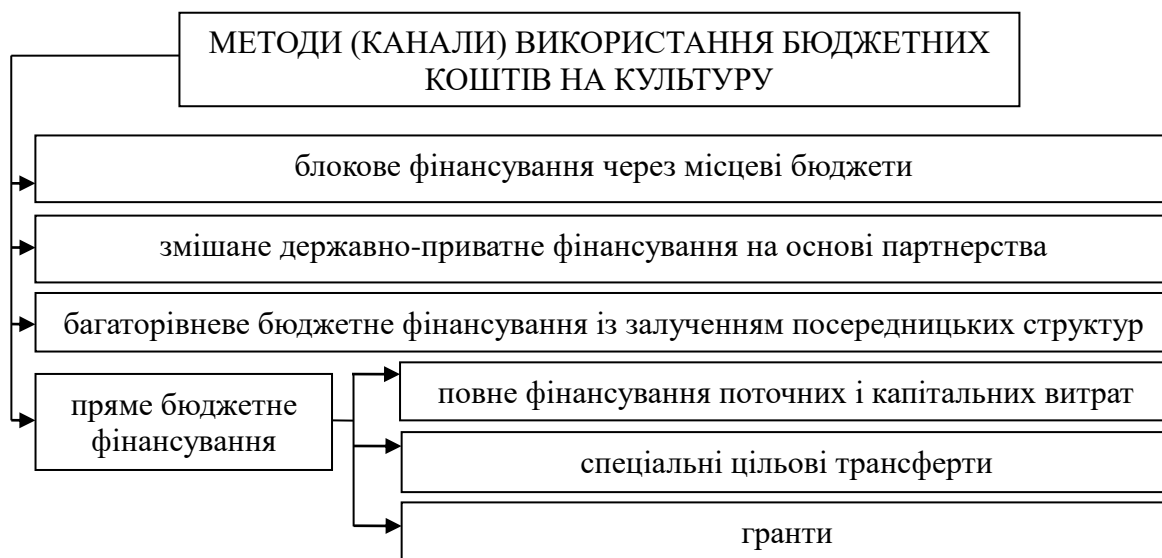 МЕТОДИ (КАНАЛИ) ВИКОРИСТАННЯ БЮДЖЕТНИХ
КОШТІВ НА КУЛЬТУРУ
блокове фінансування через місцеві бюджети
змішане державно-приватне фінансування на основі партнерства
багаторівневе бюджетне фінансування із залученням посередницьких структур
пряме бюджетне
фінансування
повне фінансування поточних і капітальних витрат
спеціальні цільові трансферти
гранти